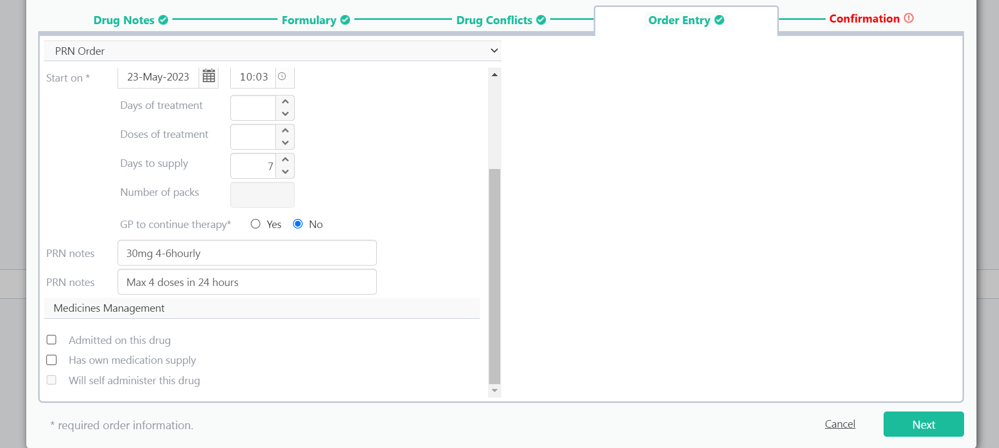 Drug Notes
Formulary
Drug Conflicts
Order Entry
Confirmation
PRN Order
Start on * 23-May-2023 10:03
Days of treatment
Doses of treatment
Days to supply 7
Number of packs
GP to continue therapy* Yes No
PRN notes 30mg 4-6hourly
PRN notes Max 4 doses in 24 hours
Medicines Management
Admitted on this drug
Has own medication supply
Will self administer this drug
* required order information.
Cancel
Next